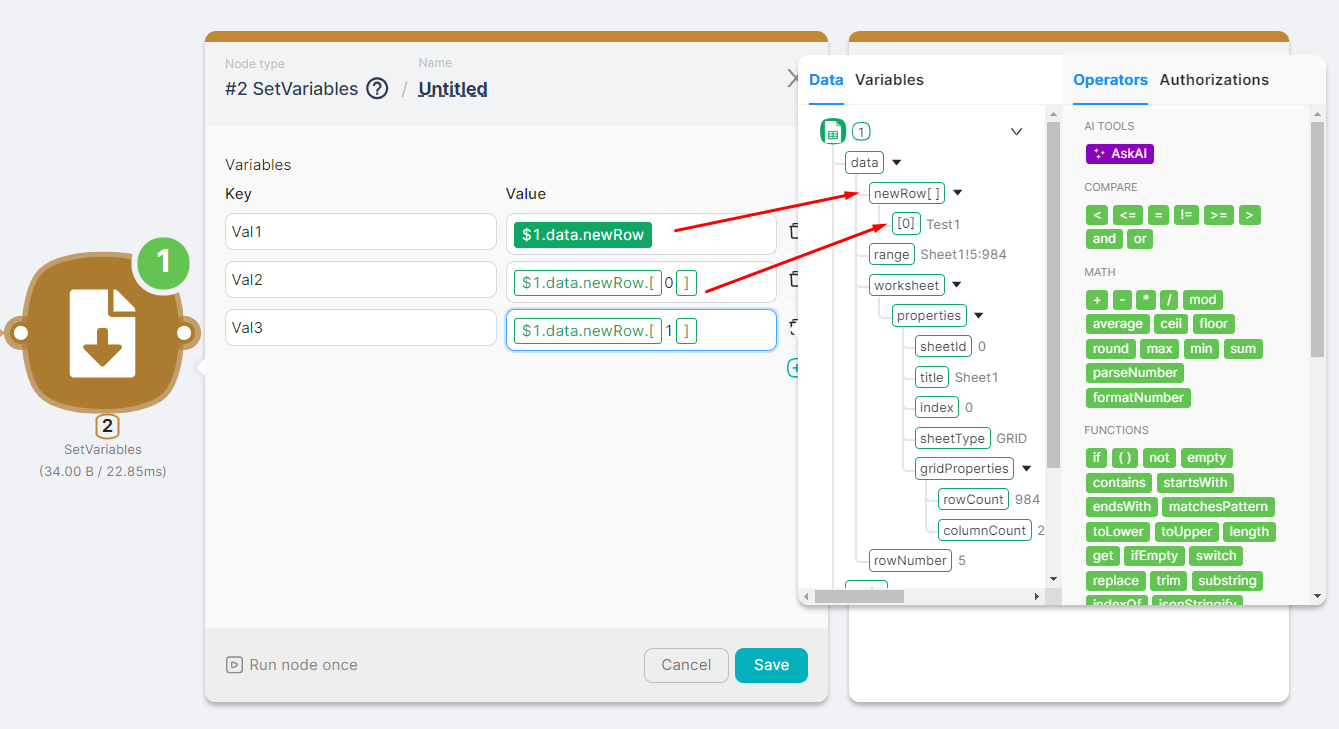 Node type
Name
#2 SetVariables ? / Untitled
X
Variables
Key
Value
Val1
$1.data.newRow
Val2
$1.data.newRow.[ 0 ]
Val3
$1.data.newRow.[ 1 ]
Run node once
Cancel
Save
1
2
SetVariables
(34.00 B / 22.85ms)
Data
Variables
1
data
newRow[ ]
[0] Test1
range Sheet1!5:984
worksheet
properties
sheetId 0
title Sheet1
index 0
sheetType GRID
gridProperties
rowCount 984
columnCount 2
rowNumber 5
Operators
Authorizations
AI TOOLS
AskAI
COMPARE
< <= = != >= >
and or
MATH
+ - * / mod
average ceil floor
round max min sum
parseNumber
formatNumber
FUNCTIONS
if ( ) not empty
contains startsWith
endsWith matchesPattern
toLower toUpper length
get ifEmpty switch
replace trim substring
indexOf jsonStringify